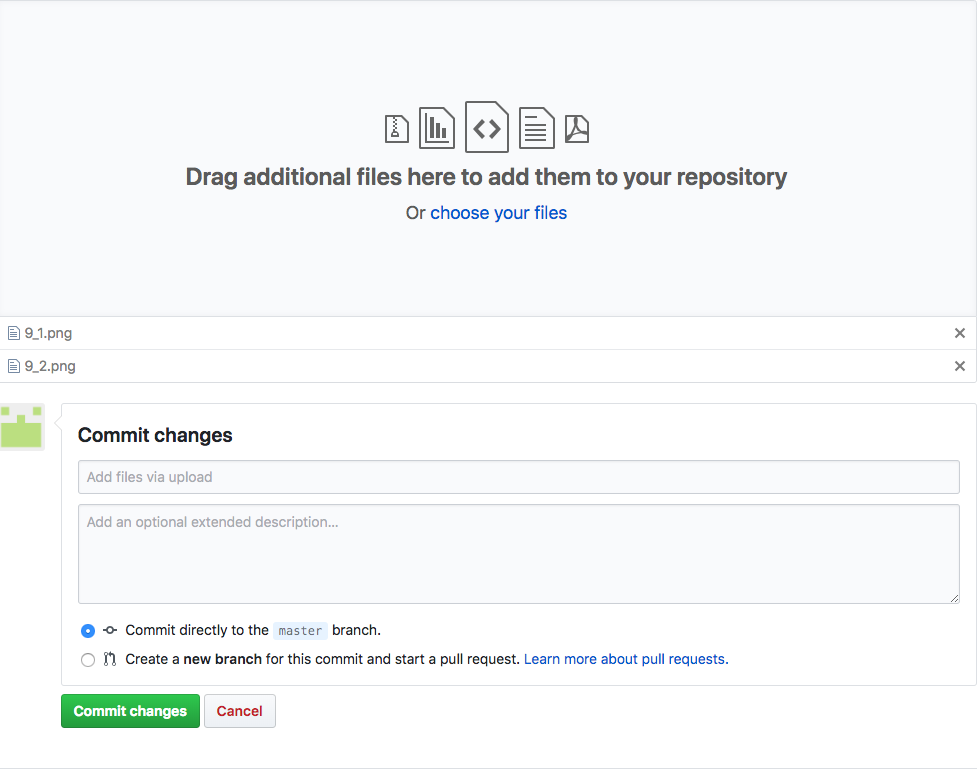 Drag additional files here to add them to your repository
Or choose your files
9_1.png
9_2.png
Commit changes
Add files via upload
Add an optional extended description...
Commit directly to the master branch.
Create a new branch for this commit and start a pull request. Learn more about pull requests.
Commit changes Cancel